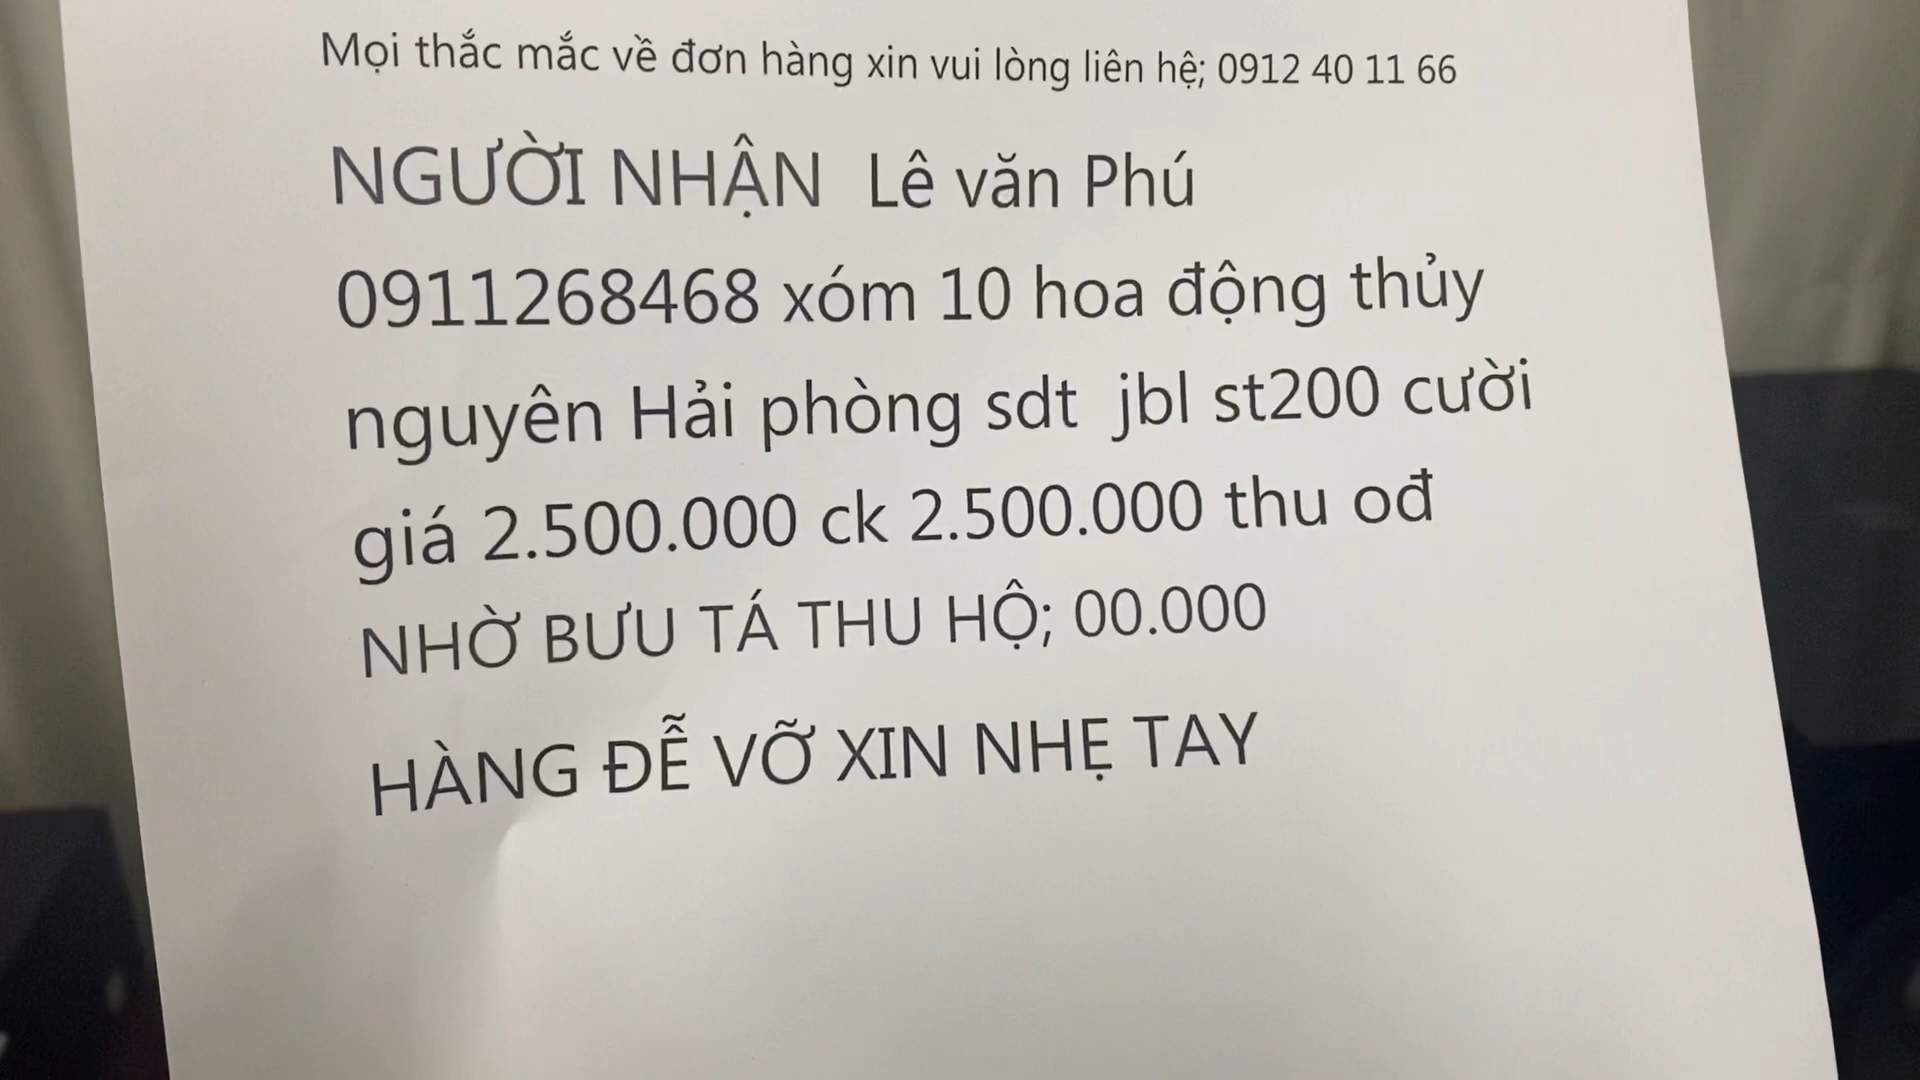 Mọi thắc mắc về đơn hàng xin vui lòng liên hệ; 0912 40 11 66
NGƯỜI NHẬN Lê văn Phú
0911268468 xóm 10 hoa động thủy
nguyên Hải phòng sdt jbl st200 cười
giá 2.500.000 ck 2.500.000 thu ođ
NHỜ BƯU TÁ THU HỘ; 00.000
HÀNG ĐỄ VỠ XIN NHẸ TAY